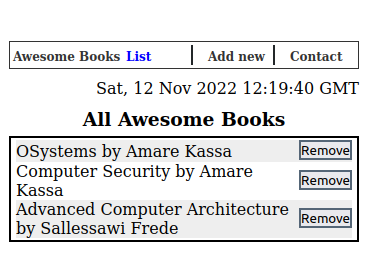 Awesome Books List Add new Contact
Sat, 12 Nov 2022 12:19:40 GMT
All Awesome Books
OSystems by Amare Kassa Remove
Computer Security by Amare
Kassa
Remove
Advanced Computer Architecture
by Sallessawi Frede
Remove